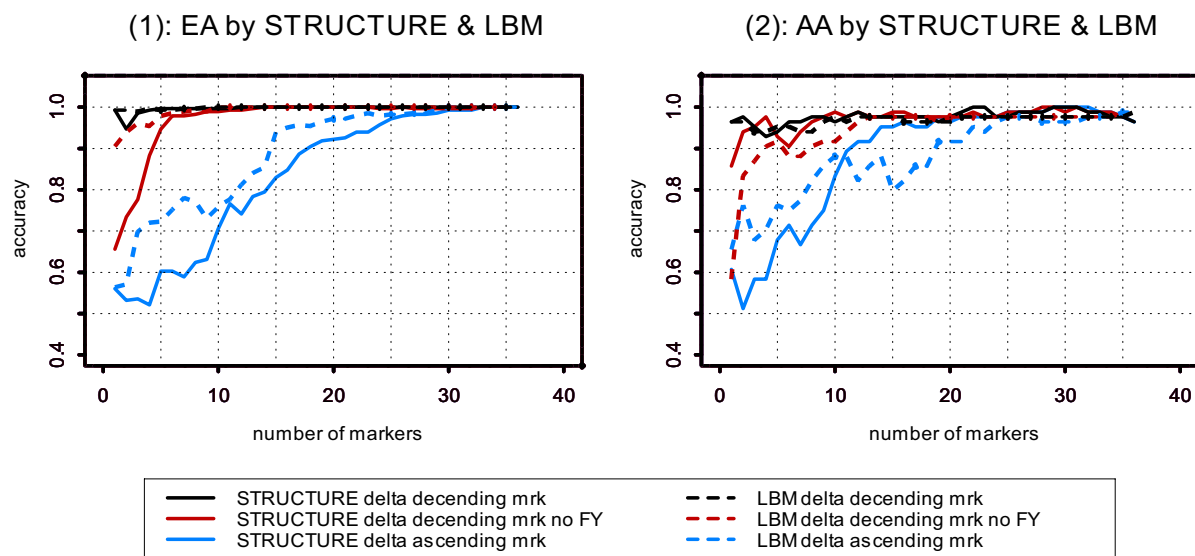 (1): EA by STRUCTURE & LBM
(2): AA by STRUCTURE & LBM
accuracy
1.0
0.8
0.6
0.4
0 10 20 30 40
number of markers
accuracy
1.0
0.8
0.6
0.4
0 10 20 30 40
number of markers
STRUCTURE delta decending mrk
STRUCTURE delta decending mrk no FY
STRUCTURE delta ascending mrk
LBM delta decending mrk
LBM delta decending mrk no FY
LBM delta ascending mrk